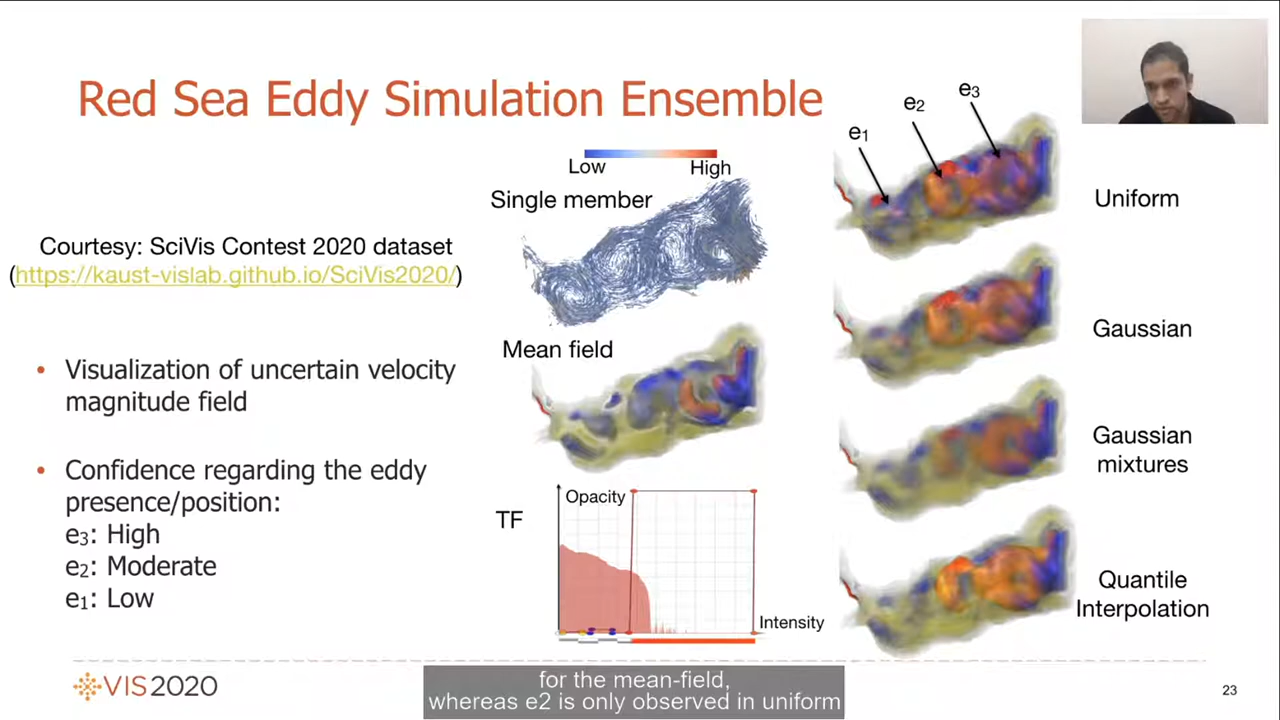 Red Sea Eddy Simulation Ensemble
Courtesy: SciVis Contest 2020 dataset
(https://kaust-vislab.github.io/SciVis2020/)
• Visualization of uncertain velocity
magnitude field
• Confidence regarding the eddy
presence/position:
e₃: High
e₂: Moderate
e₁: Low
Low High
Single member
Mean field
TF
Opacity
Intensity
e₁
e₂
e₃
Uniform
Gaussian
Gaussian
mixtures
Quantile
Interpolation
VIS2020
for the mean-field,
whereas e2 is only observed in uniform
23